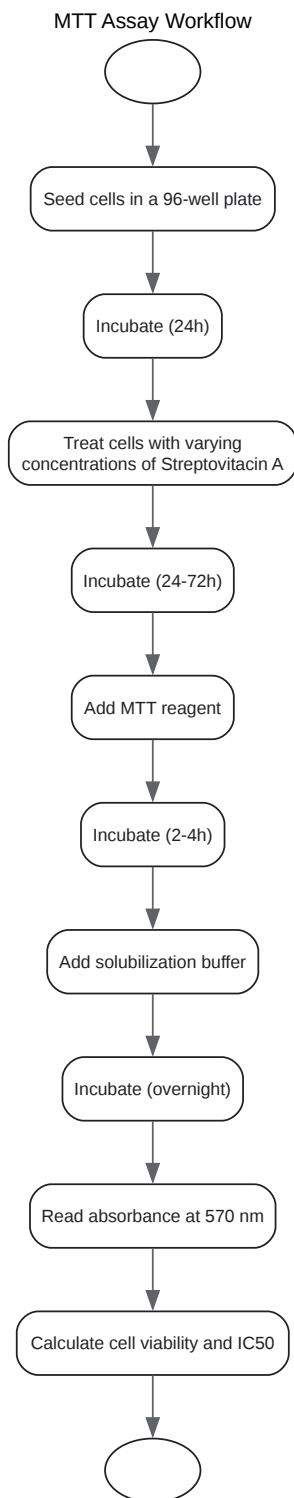 MTT Assay Workflow
Seed cells in a 96-well plate
Incubate (24h)
Treat cells with varying
concentrations of Streptovitacin A
Incubate (24-72h)
Add MTT reagent
Incubate (2-4h)
Add solubilization buffer
Incubate (overnight)
Read absorbance at 570 nm
Calculate cell viability and IC50